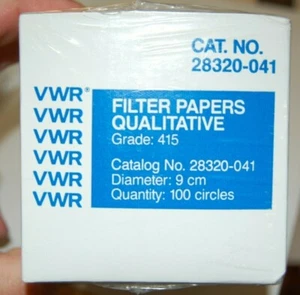 CAT. NO.
28320-041
VWR®
VWR
VWR
VWR
VWR
VWR
FILTER PAPERS
QUALITATIVE
Grade: 415
Catalog No. 28320-041
Diameter: 9 cm
Quantity: 100 circles